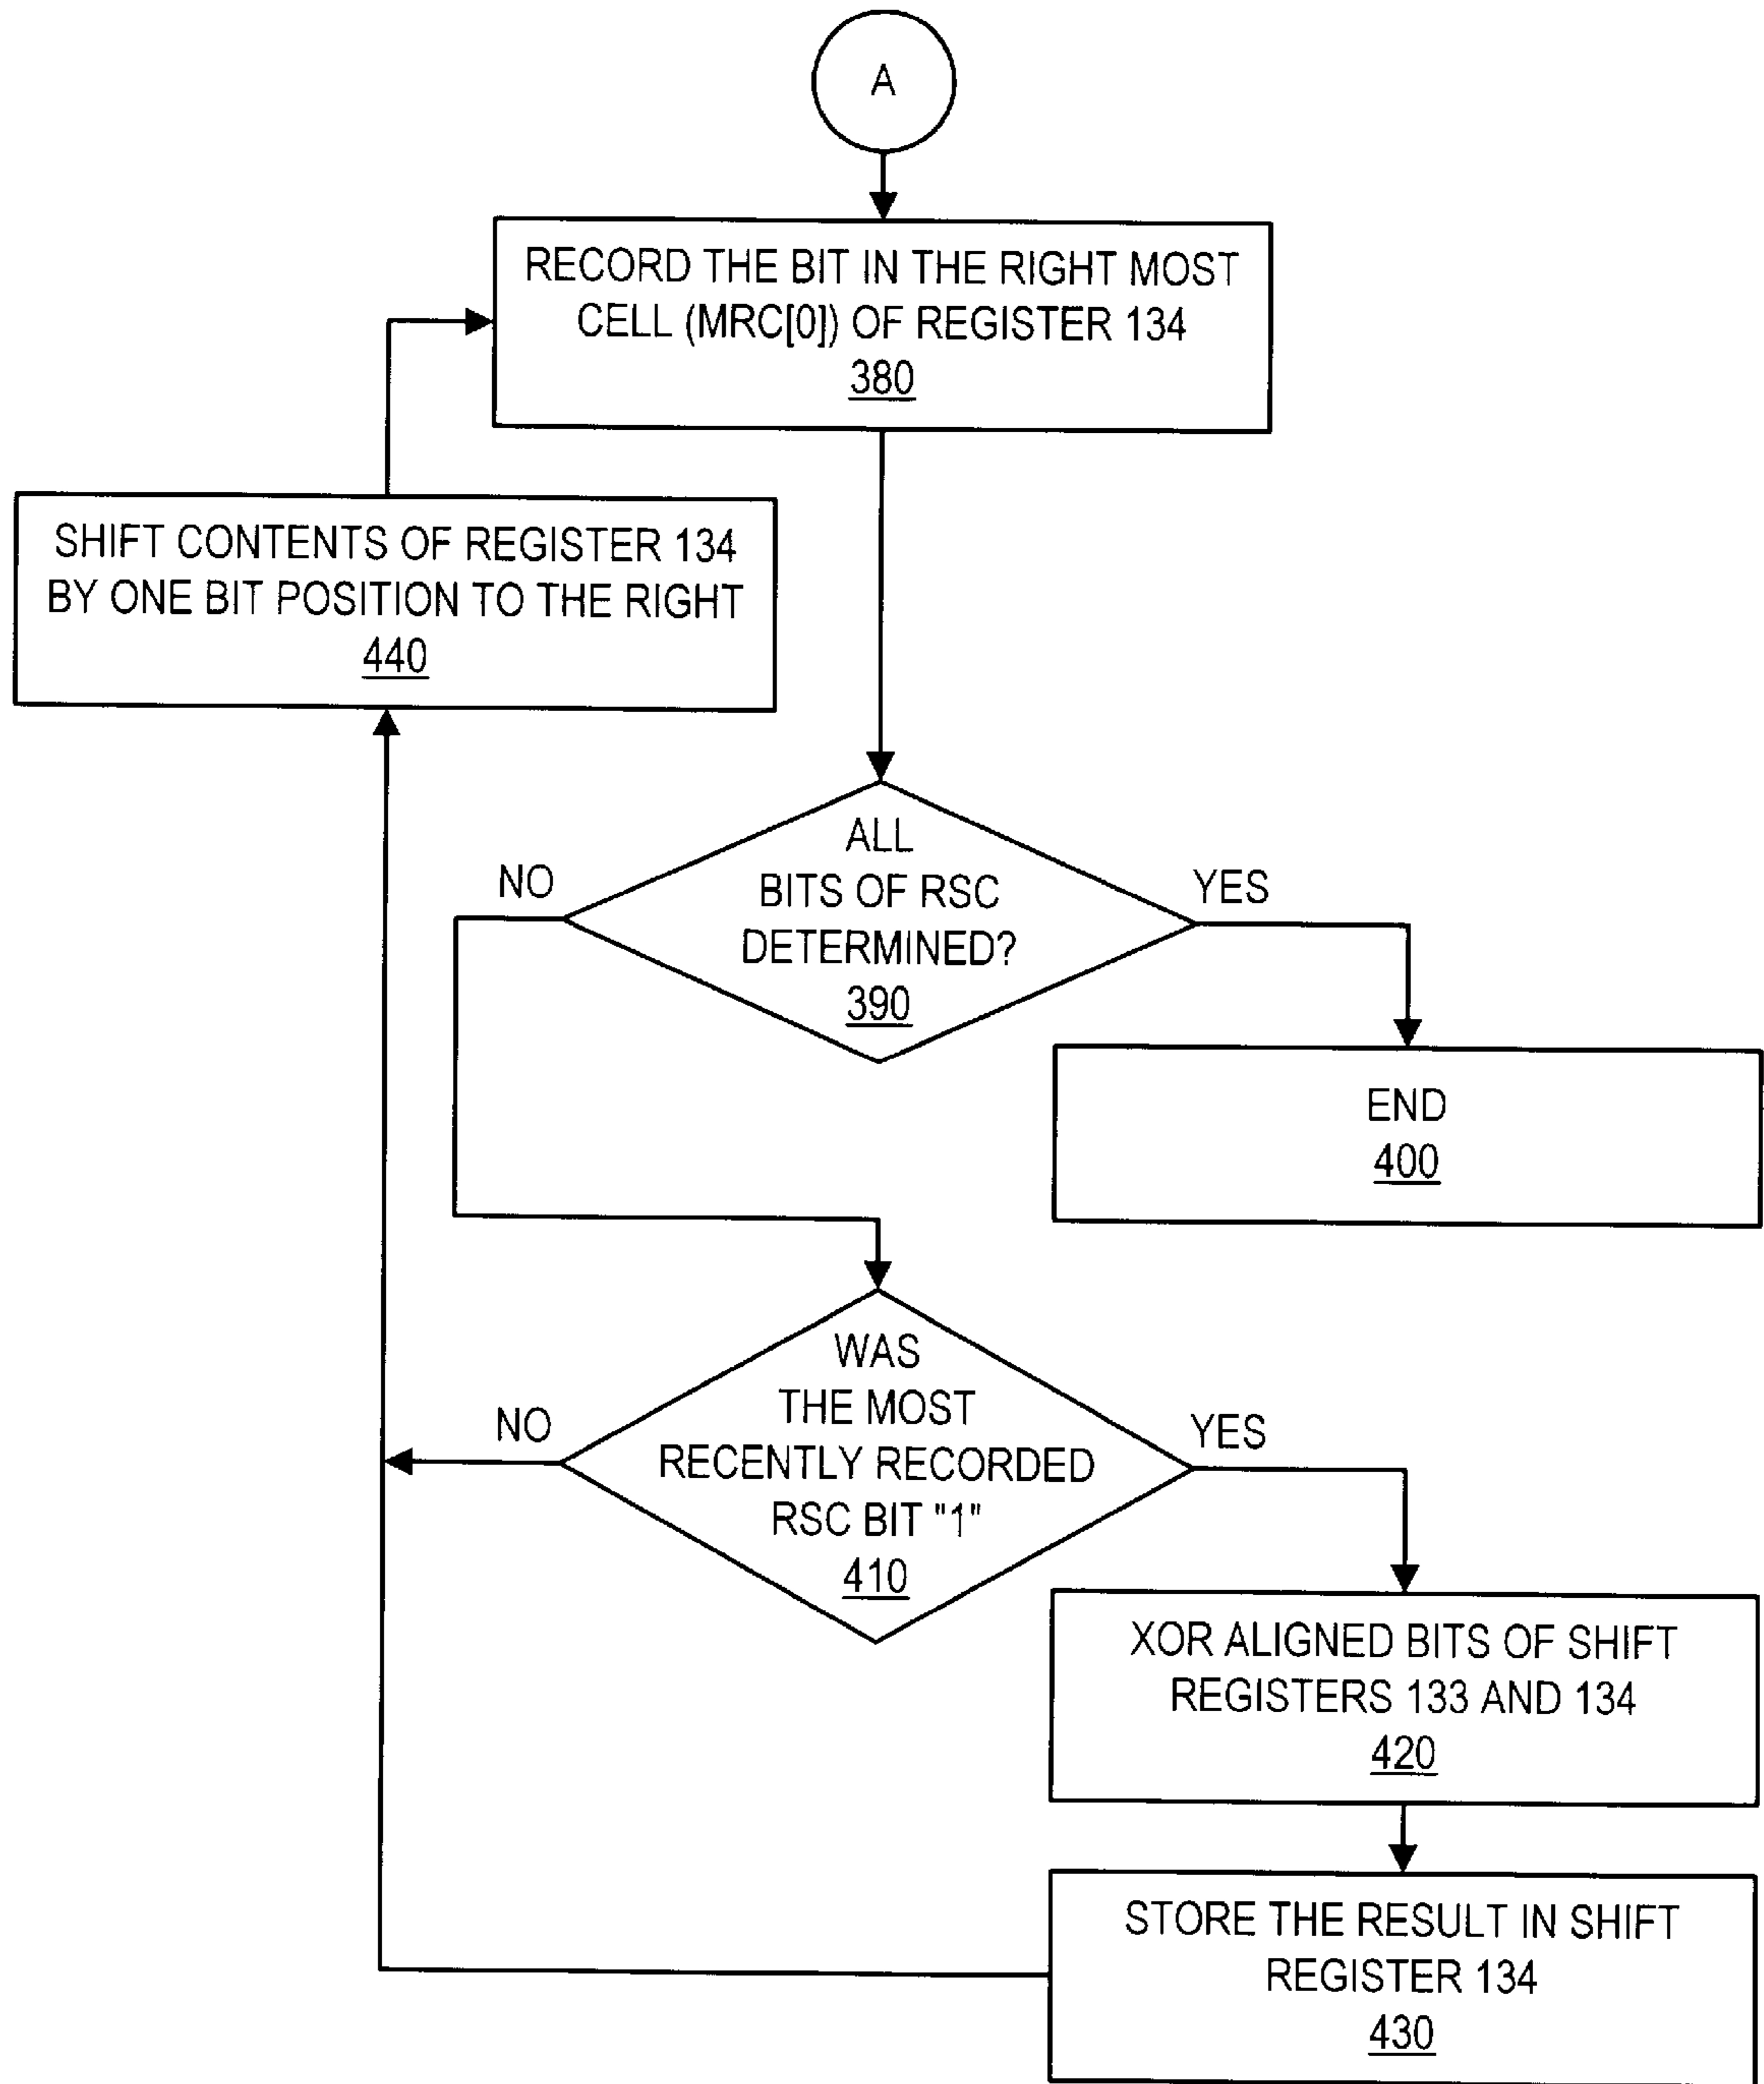 A
RECORD THE BIT IN THE RIGHT MOST
CELL (MRC[0]) OF REGISTER 134
380
SHIFT CONTENTS OF REGISTER 134
BY ONE BIT POSITION TO THE RIGHT
440
ALL
BITS OF RSC
DETERMINED?
390
NO
YES
END
400
WAS
THE MOST
RECENTLY RECORDED
RSC BIT "1"
410
NO
YES
XOR ALIGNED BITS OF SHIFT
REGISTERS 133 AND 134
420
STORE THE RESULT IN SHIFT
REGISTER 134
430